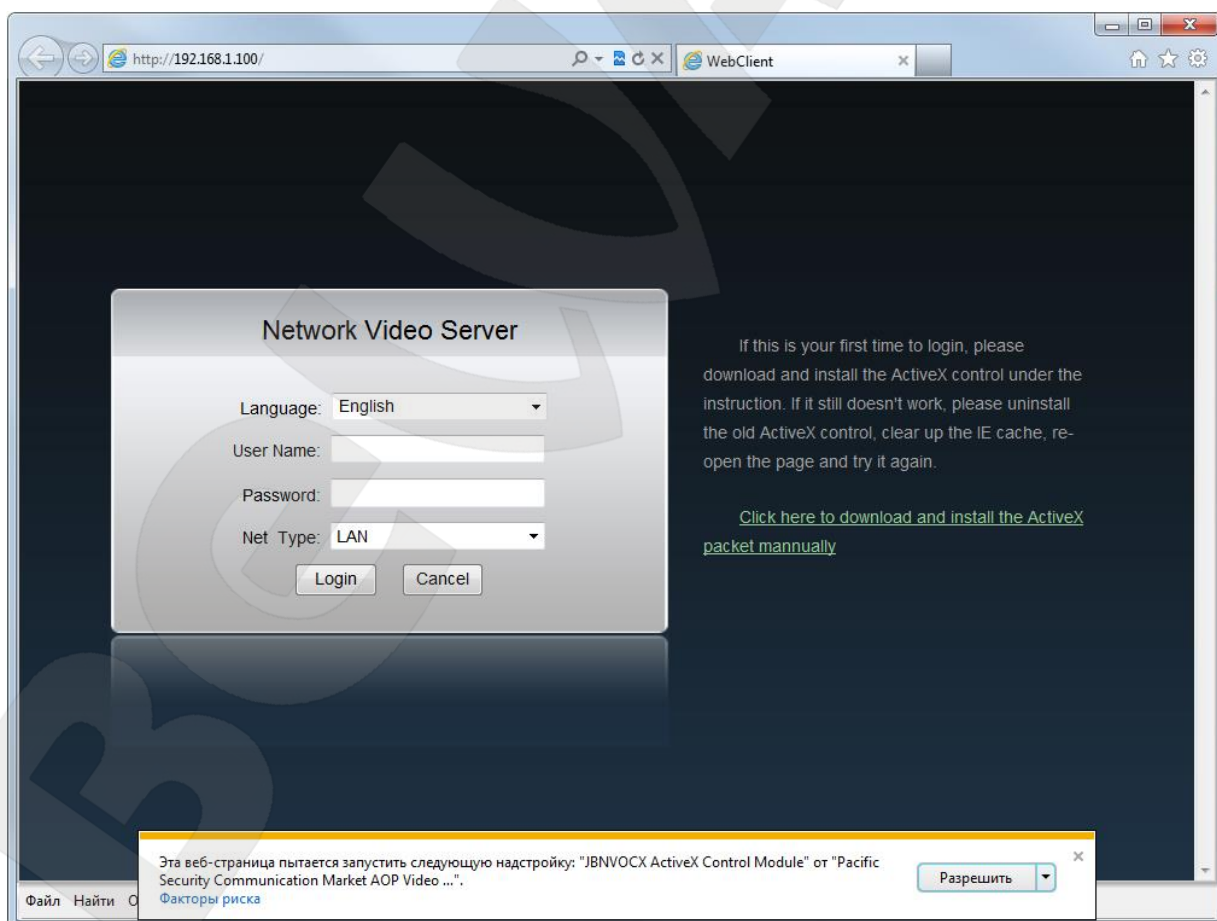 http://192.168.1.100/
WebClient
Network Video Server
Language: English
User Name:
Password:
Net Type: LAN
Login Cancel
If this is your first time to login, please
download and install the ActiveX control under the
instruction. If it still doesn't work, please uninstall
the old ActiveX control, clear up the IE cache, re-
open the page and try it again.
Click here to download and install the ActiveX
packet mannually
Эта веб-страница пытается запустить следующую надстройку: "JBNVOCX ActiveX Control Module" от "Pacific
Security Communication Market AOP Video ...".
Факторы риска
Разрешить
Файл Найти О